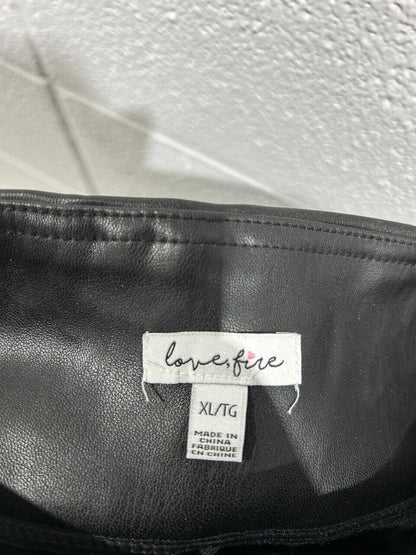 love, fire
XL/TG
MADE IN
CHINA
FABRIQUE
EN CHINE